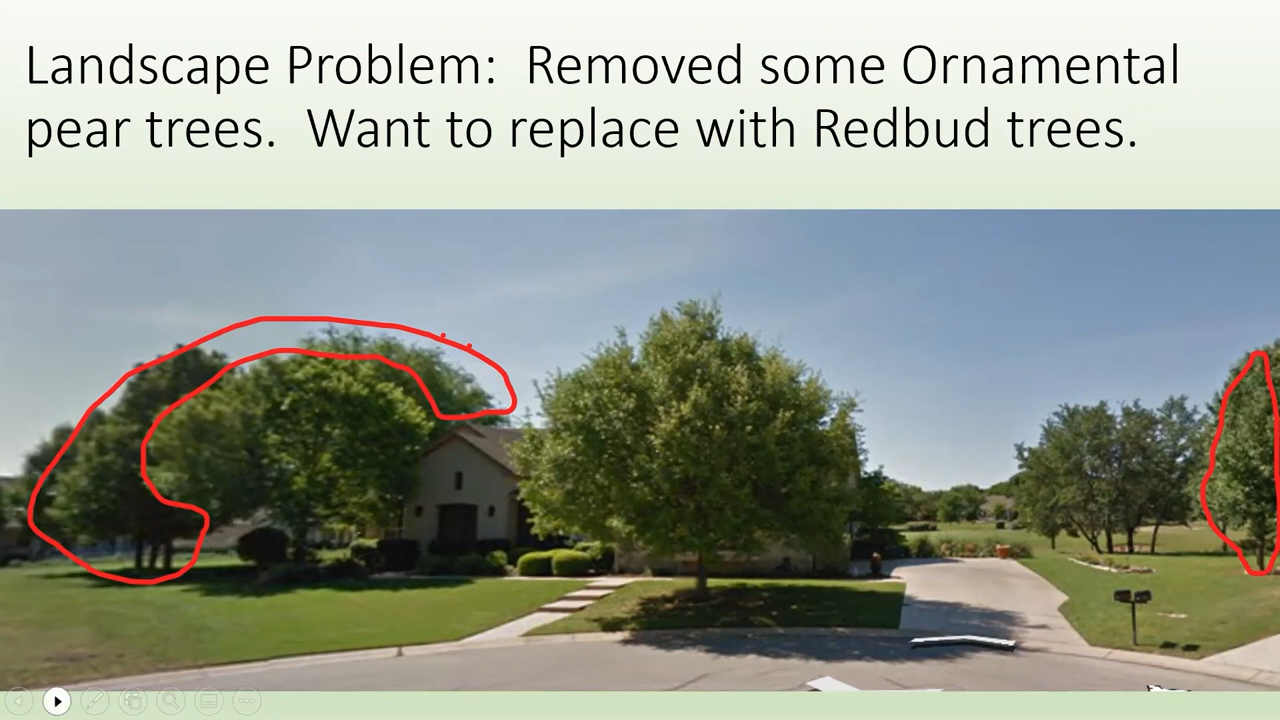 Landscape Problem:  Removed some Ornamental
pear trees.  Want to replace with Redbud trees.